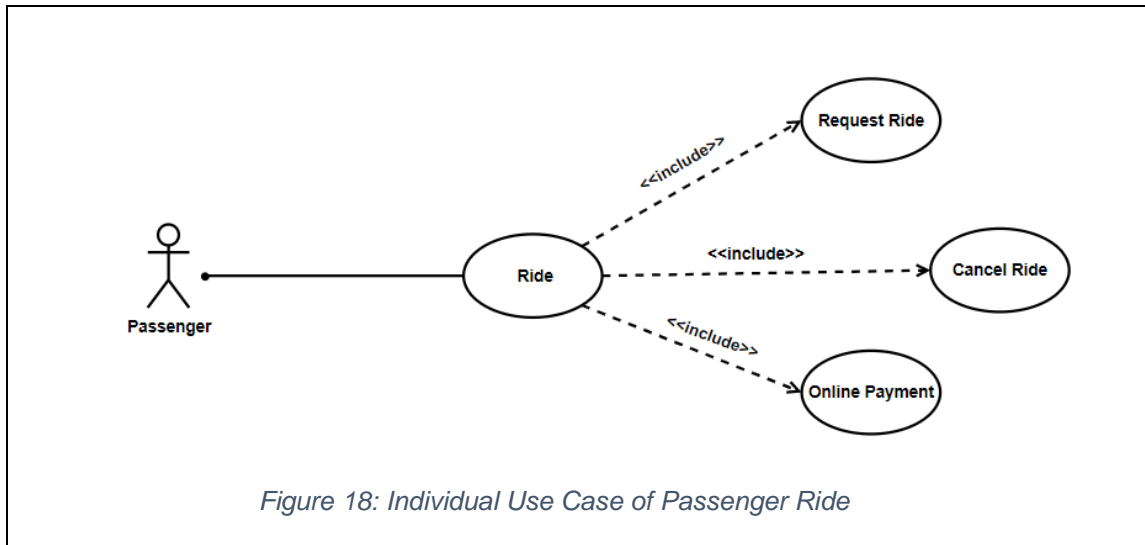 Request Ride
<<include>>
<<include>>
Ride
Cancel Ride
Passenger
<<include>>
Online Payment
Figure 18: Individual Use Case of Passenger Ride